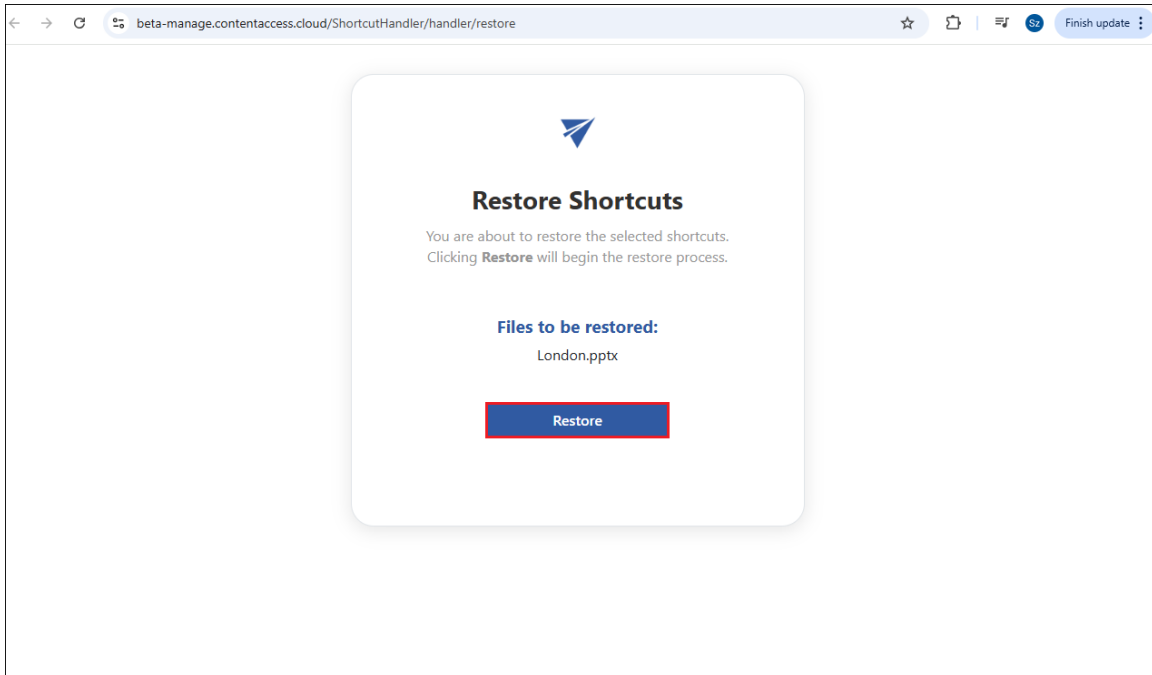 beta-manage.contentaccess.cloud/ShortcutHandler/handler/restore
Sz
Finish update
Restore Shortcuts
You are about to restore the selected shortcuts.
Clicking Restore will begin the restore process.
Files to be restored:
London.pptx
Restore